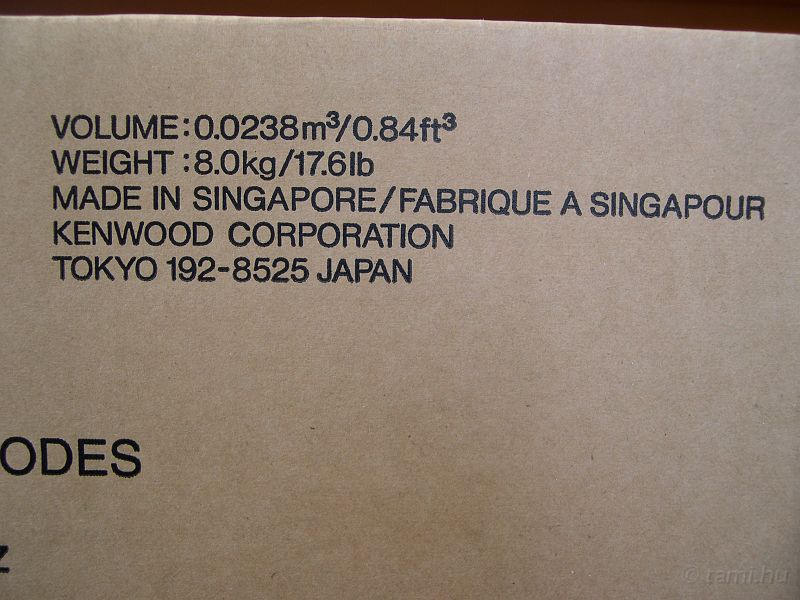 VOLUME:0.0238m³/0.84ft³
WEIGHT:8.0kg/17.6lb
MADE IN SINGAPORE/FABRIQUE A SINGAPOUR
KENWOOD CORPORATION
TOKYO 192-8525 JAPAN
ODES
z
© tami.hu